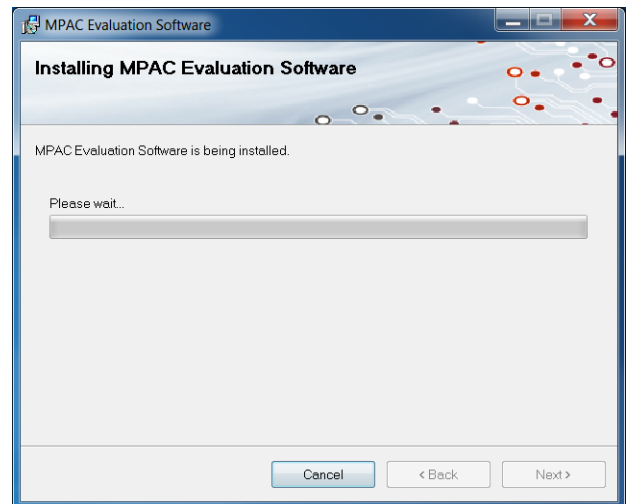 MPAC Evaluation Software
Installing MPAC Evaluation Software
MPAC Evaluation Software is being installed.
Please wait...
Cancel
< Back
Next >